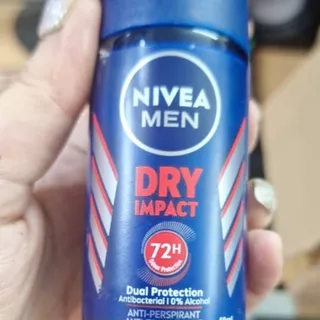 NIVEA
MEN
DRY
IMPACT
72H
Dual Protection
Antibacterial | 0% Alcohol
ANTI-PERSPIRANT